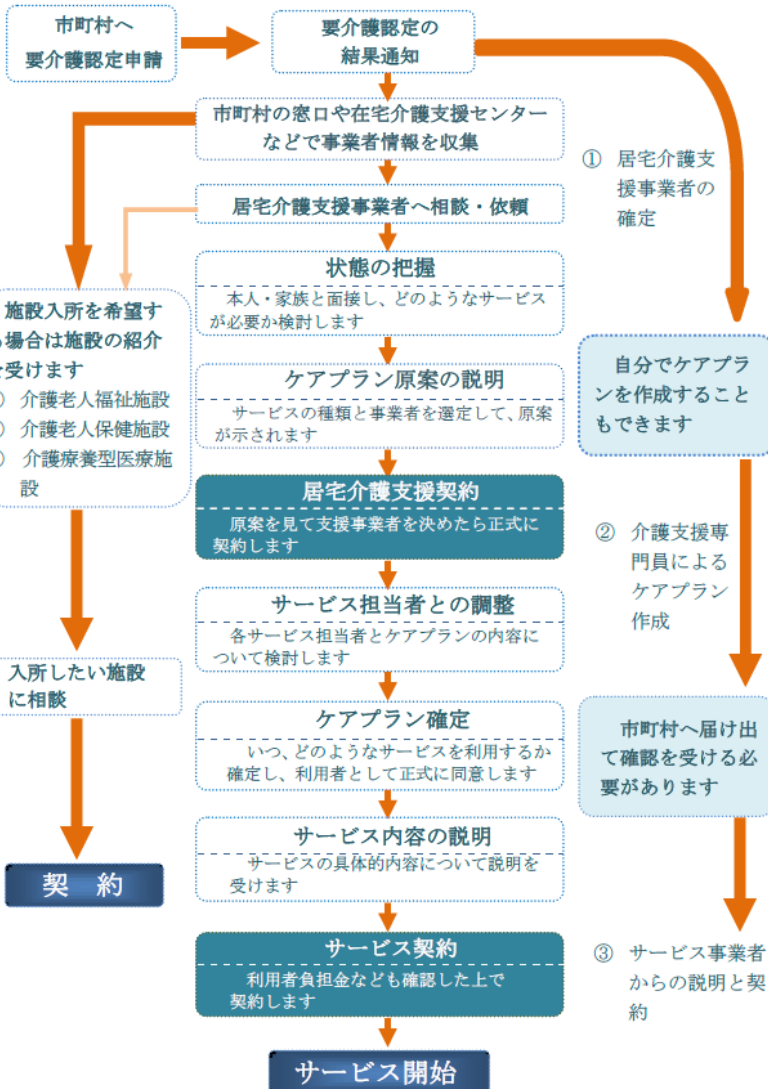 市町村へ
要介護認定申請
要介護認定の
結果通知
市町村の窓口や在宅介護支援センター
などで事業者情報を収集
① 居宅介護支
援事業者の
確定
居宅介護支援事業者へ相談・依頼
状態の把握
本人・家族と面接し、どのようなサービス
が必要か検討します
施設入所を希望す
場合は施設の紹介
受けます
介護老人福祉施設
介護老人保健施設
介護療養型医療施
設
自分でケアプラ
ンを作成すること
もできます
ケアプラン原案の説明
サービスの種類と事業者を選定して、原案
が示されます
居宅介護支援契約
原案を見て支援事業者を決めたら正式に
契約します
② 介護支援専
門員による
ケアプラン
作成
サービス担当者との調整
各サービス担当者とケアプランの内容に
ついて検討します
入所したい施設
に相談
ケアプラン確定
いつ、どのようなサービスを利用するか
確定し、利用者として正式に同意します
市町村へ届け出
て確認を受ける必
要があります
サービス内容の説明
サービスの具体的内容について説明を
受けます
契 約
サービス契約
利用者負担金なども確認した上で
契約します
③ サービス事業者
からの説明と契
約
サービス開始